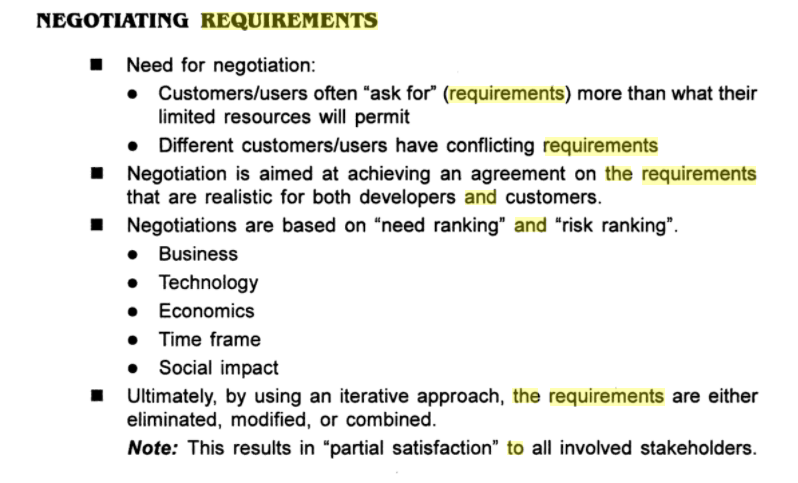 NEGOTIATING REQUIREMENTS
■ Need for negotiation:
● Customers/users often "ask for" (requirements) more than what their
limited resources will permit
● Different customers/users have conflicting requirements
■ Negotiation is aimed at achieving an agreement on the requirements
that are realistic for both developers and customers.
■ Negotiations are based on "need ranking" and "risk ranking".
● Business
● Technology
● Economics
● Time frame
● Social impact
■ Ultimately, by using an iterative approach, the requirements are either
eliminated, modified, or combined.
Note: This results in "partial satisfaction" to all involved stakeholders.